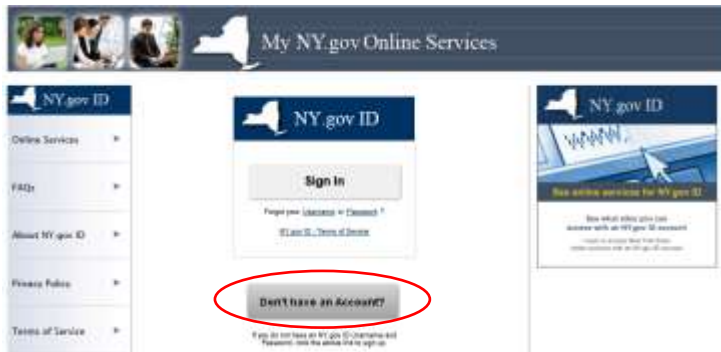 My NY.gov Online Services
NY.gov ID
Online Services
FAQs
About NY.gov ID
Privacy Policy
Terms of Service
NY.gov ID
Sign In
Forgot your Username or Password ?
NY.gov ID - Terms of Service
Don't have an Account?
If you do not have an NY.gov ID Username and
Password, click the above link to sign up.
NY.gov ID
See online services for NY.gov ID
See what sites you can
access with an NY.gov ID account